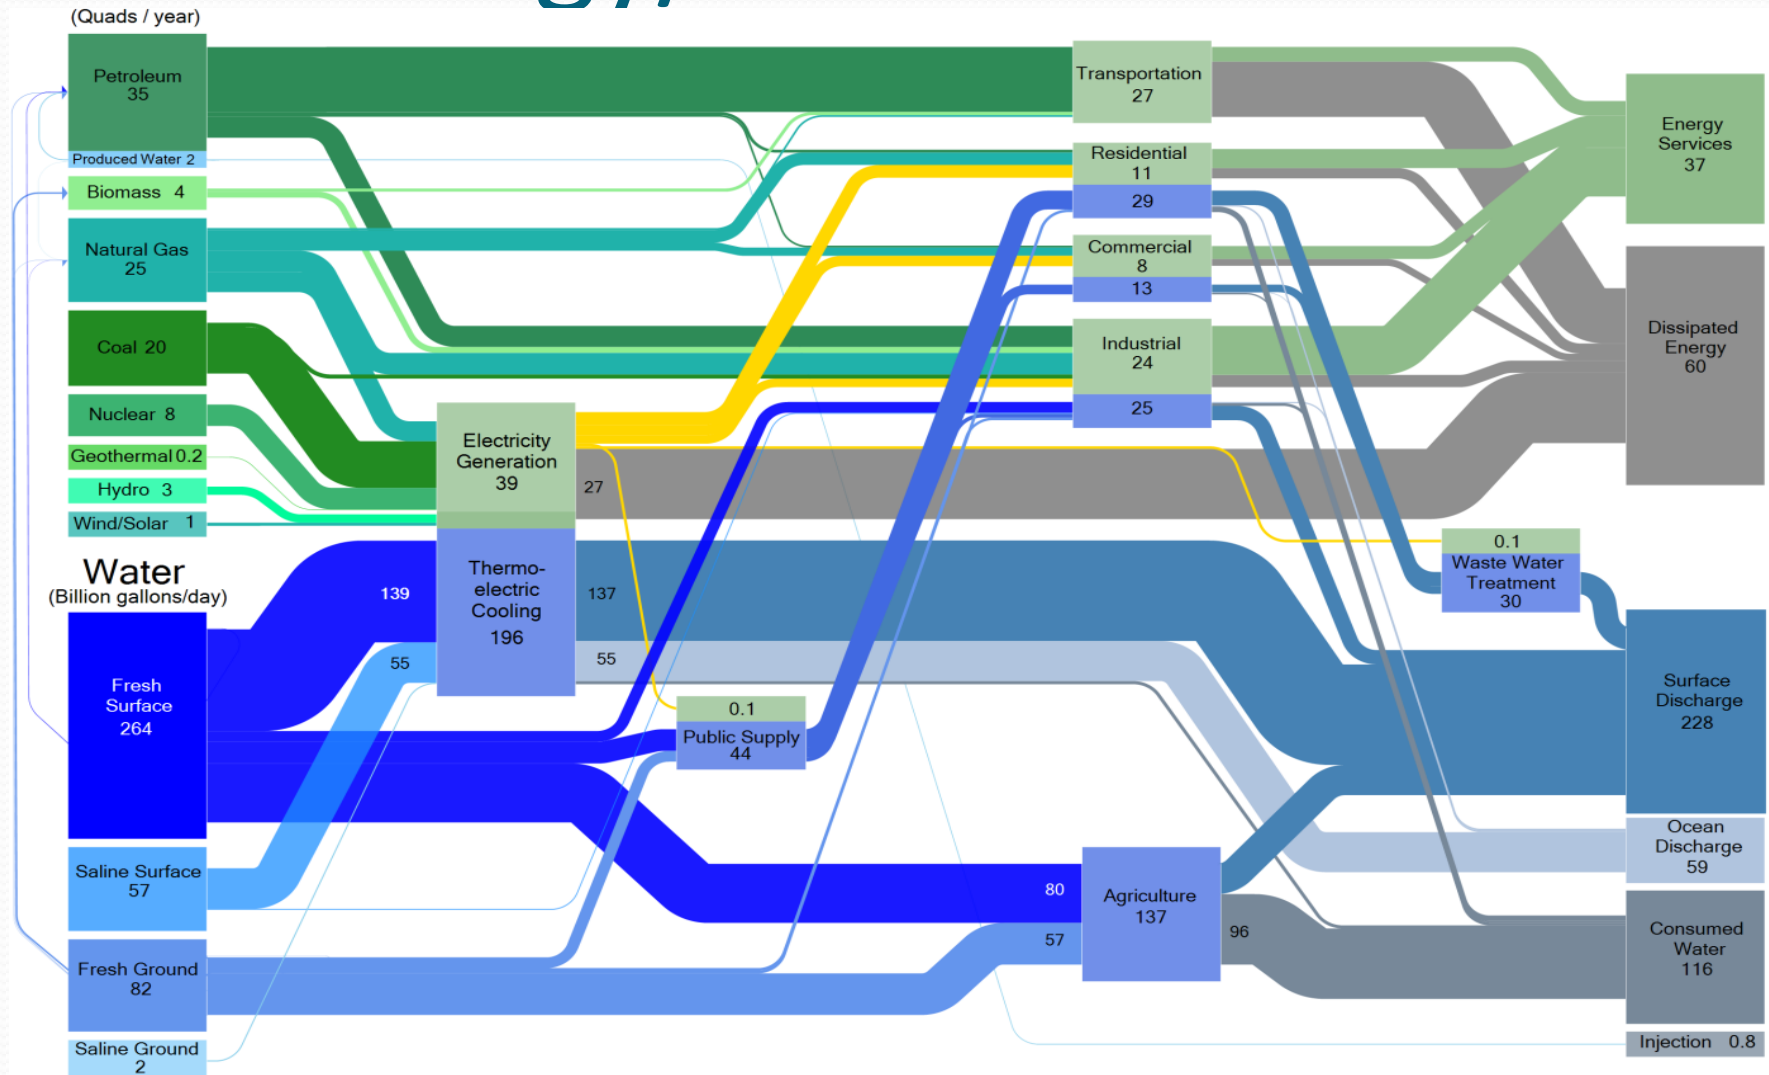 (Quads / year)
Petroleum
35
Produced Water 2
Biomass 4
Natural Gas
25
Coal 20
Nuclear 8
Geothermal 0.2
Hydro 3
Wind/Solar 1
Water
(Billion gallons/day)
Fresh
Surface
264
Saline Surface
57
Fresh Ground
82
Saline Ground
2
139
55
Electricity
Generation
39
27
Thermo-
electric
Cooling
196
137
55
0.1
Public Supply
44
Transportation
27
Residential
11
29
Commercial
8
13
Industrial
24
25
80
57
Agriculture
137
96
0.1
Waste Water
Treatment
30
Energy
Services
37
Dissipated
Energy
60
Surface
Discharge
228
Ocean
Discharge
59
Consumed
Water
116
Injection 0.8